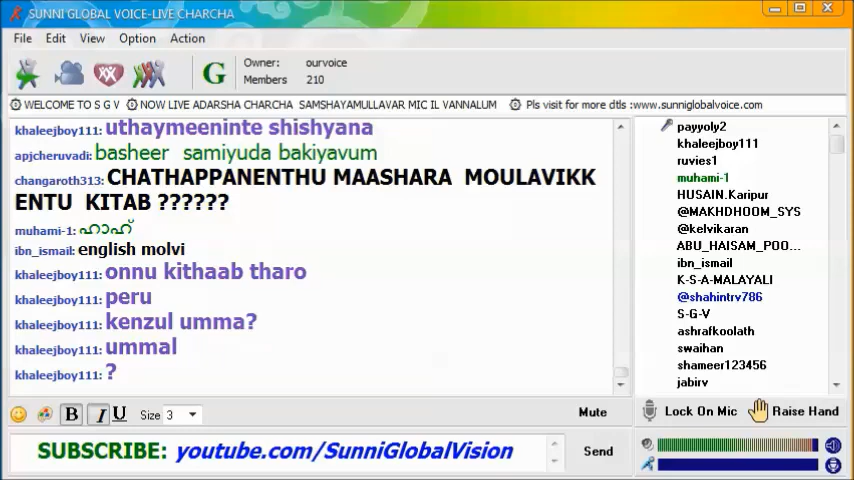 SUNNI GLOBAL VOICE-LIVE CHARCHA
File Edit View Option Action
G
Owner: ourvoice
Members 210
WELCOME TO S G V NOW LIVE ADARSHA CHARCHA SAMSHAYAMULLAVAR MIC IL VANNALUM Pls visit for more dtls :www.sunniglobalvoice.com
khaleejboy111: uthaymeeninte shishyana
apjcheruvadi: basheer samiyuda bakiyavum
changaroth313: CHATHAPPANENTHU MAASHARA MOULAVIKK
ENTU KITAB ??????
muhami-1: ഹാഹ്
ibn_ismail: english molvi
khaleejboy111: onnu kithaab tharo
khaleejboy111: peru
khaleejboy111: kenzul umma?
khaleejboy111: ummal
khaleejboy111: ?
payyoly2
khaleejboy111
ruvies1
muhami-1
HUSAIN.Karipur
@MAKHDHOOM_SYS
@kelvikaran
ABU_HAISAM_POO...
ibn_ismail
K-S-A-MALAYALI
@shahintrv786
S-G-V
ashrafkoolath
swaihan
shameer123456
jabirv
B I U Size 3 Mute
Lock On Mic Raise Hand
SUBSCRIBE: youtube.com/SunniGlobalVision Send